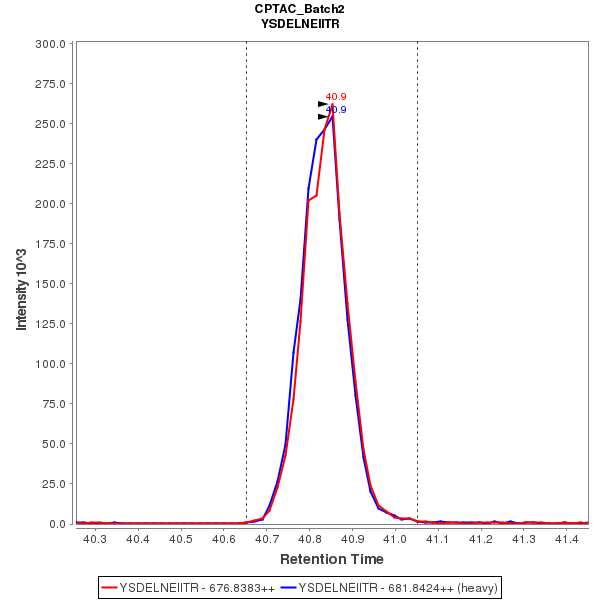 CPTAC_Batch2
YSDELNEIITR
300.0
275.0
250.0
225.0
200.0
175.0
150.0
125.0
100.0
75.0
50.0
25.0
0.0
Intensity 10^3
40.9
40.9
40.3 40.4 40.5 40.6 40.7 40.8 40.9 41.0 41.1 41.2 41.3 41.4
Retention Time
YSDELNEIITR - 676.8383++ YSDELNEIITR - 681.8424++ (heavy)